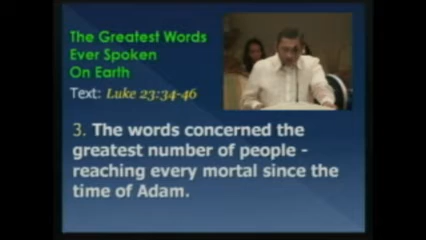 The Greatest Words
Ever Spoken
On Earth
Text: Luke 23:34-46
3. The words concerned the
greatest number of people -
reaching every mortal since the
time of Adam.